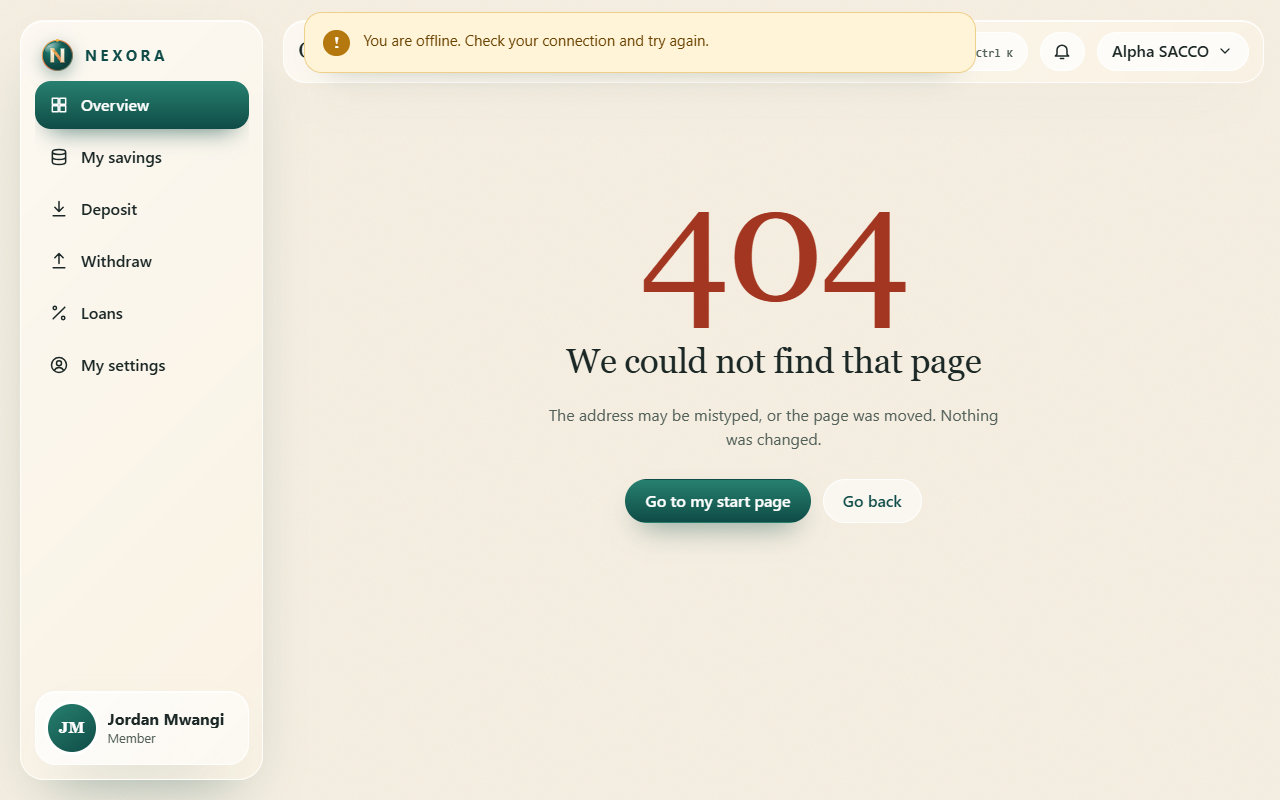 NEXORA
Overview
My savings
Deposit
Withdraw
Loans
My settings
JM
Jordan Mwangi
Member
You are offline. Check your connection and try again.
Ctrl K
Alpha SACCO
404
We could not find that page
The address may be mistyped, or the page was moved. Nothing
was changed.
Go to my start page
Go back